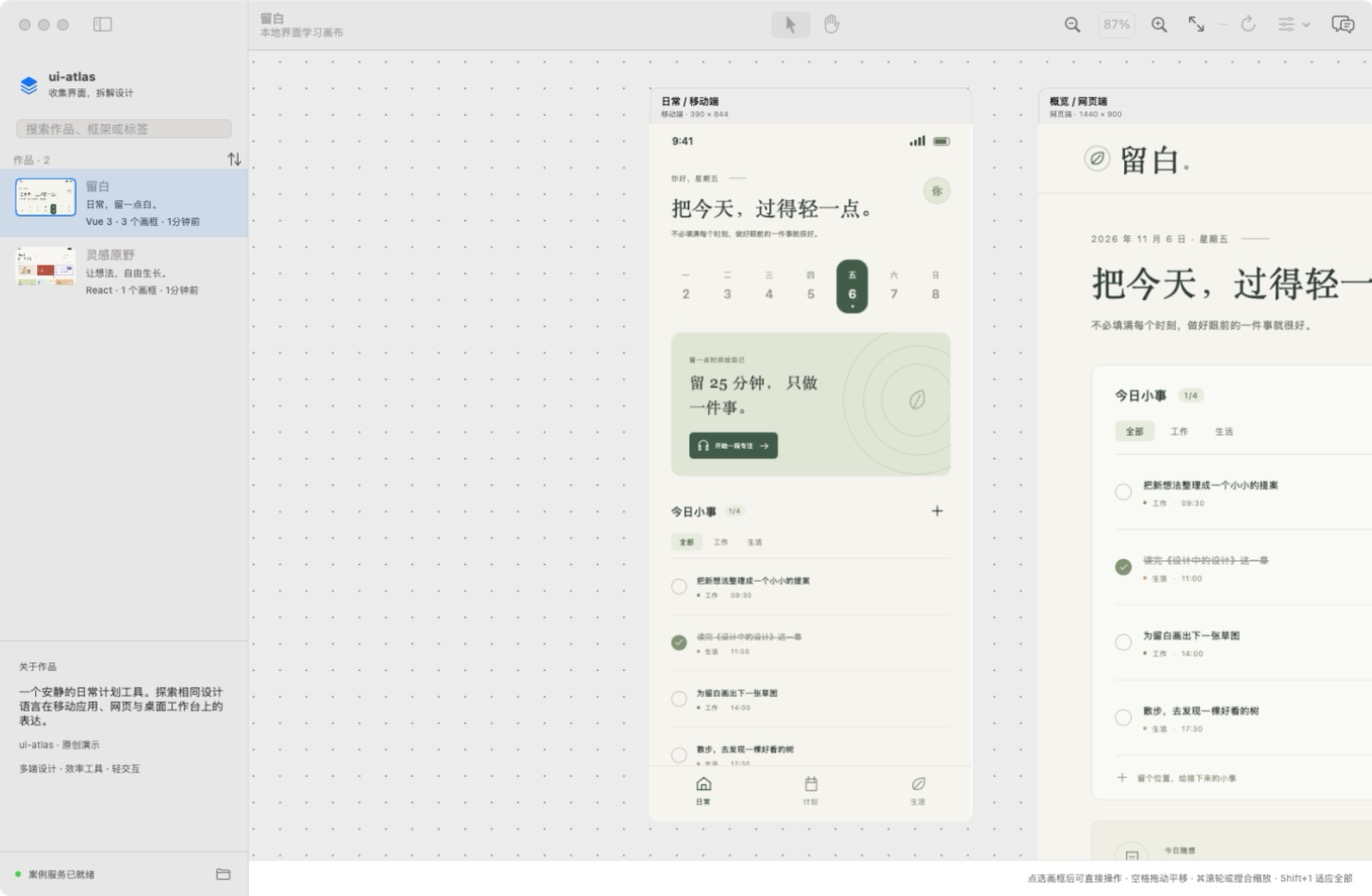 留白
本地界面学习画布
87%
ui-atlas
收集界面，拆解设计
搜索作品、框架或标签
作品 · 2
留白
日常，留一点白。
Vue 3 · 3 个画框 · 1分钟前
灵感原野
让想法，自由生长。
React · 1 个画框 · 1分钟前
关于作品
一个安静的日常计划工具。探索相同设计
语言在移动应用、网页与桌面工作台上的
表达。
ui-atlas · 原创演示
多端设计 · 效率工具 · 轻交互
案例服务已就绪
日常 / 移动端
移动端 · 390 × 844
9:41
你好，星期五
你
把今天，过得轻一点。
不必填满每个时刻，做好眼前的一件事就很好。
一 二 三 四 五 六 日
2 3 4 5 6 7 8
留一点时间给自己
留 25 分钟， 只做
一件事。
开始一段专注
今日小事 1/4
全部 工作 生活
把新想法整理成一个小小的提案
工作 · 09:30
读完《设计中的设计》这一章
生活 · 11:00
为留白画出下一张草图
工作 · 14:00
散步，去发现一棵好看的树
生活 · 17:30
日常 计划 生活
概览 / 网页端
网页端 · 1440 × 900
留白.
2026 年 11 月 6 日 · 星期五
把今天，过得轻一
不必填满每个时刻，做好眼前的一件事就很好。
今日小事 1/4
全部 工作 生活
把新想法整理成一个小小的提案
工作 · 09:30
读完《设计中的设计》这一章
生活 · 11:00
为留白画出下一张草图
工作 · 14:00
散步，去发现一棵好看的树
生活 · 17:30
留个位置，给接下来的小事
今日随想
点选画框后可直接操作 · 空格拖动平移 · ⌘滚轮或捏合缩放 · Shift+1 适应全部